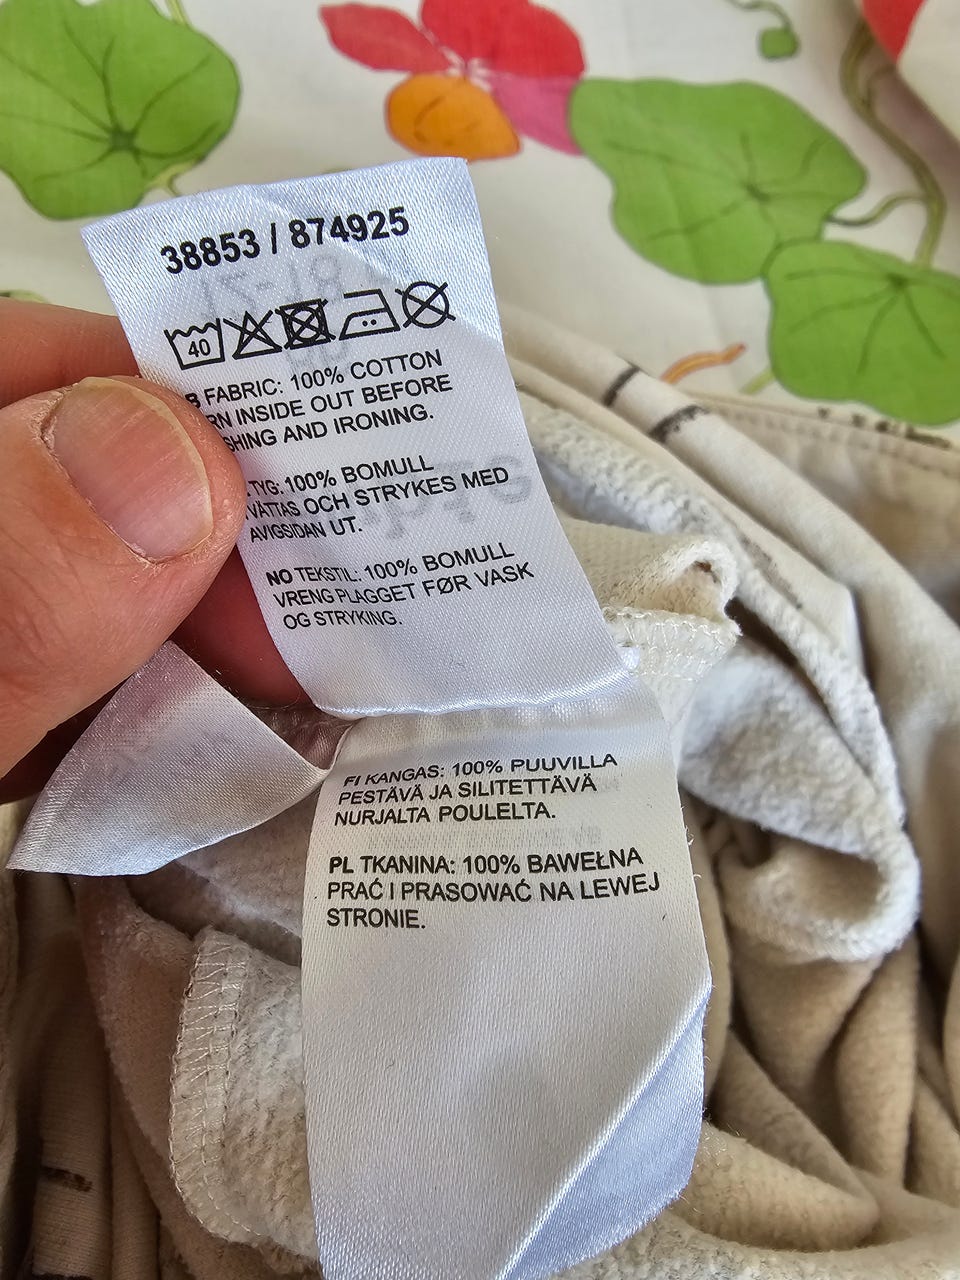 38853 / 874925
40
B FABRIC: 100% COTTON
RN INSIDE OUT BEFORE
SHING AND IRONING.
TYG: 100% BOMULL
VÄTTAS OCH STRYKES MED
AVIGSIDAN UT.
NO TEKSTIL: 100% BOMULL
VRENG PLAGGET FØR VASK
OG STRYKING.
FI KANGAS: 100% PUUVILLA
PESTÄVÄ JA SILITETTÄVÄ
NURJALTA POULELTA.
PL TKANINA: 100% BAWEŁNA
PRAĆ I PRASOWAĆ NA LEWEJ
STRONIE.